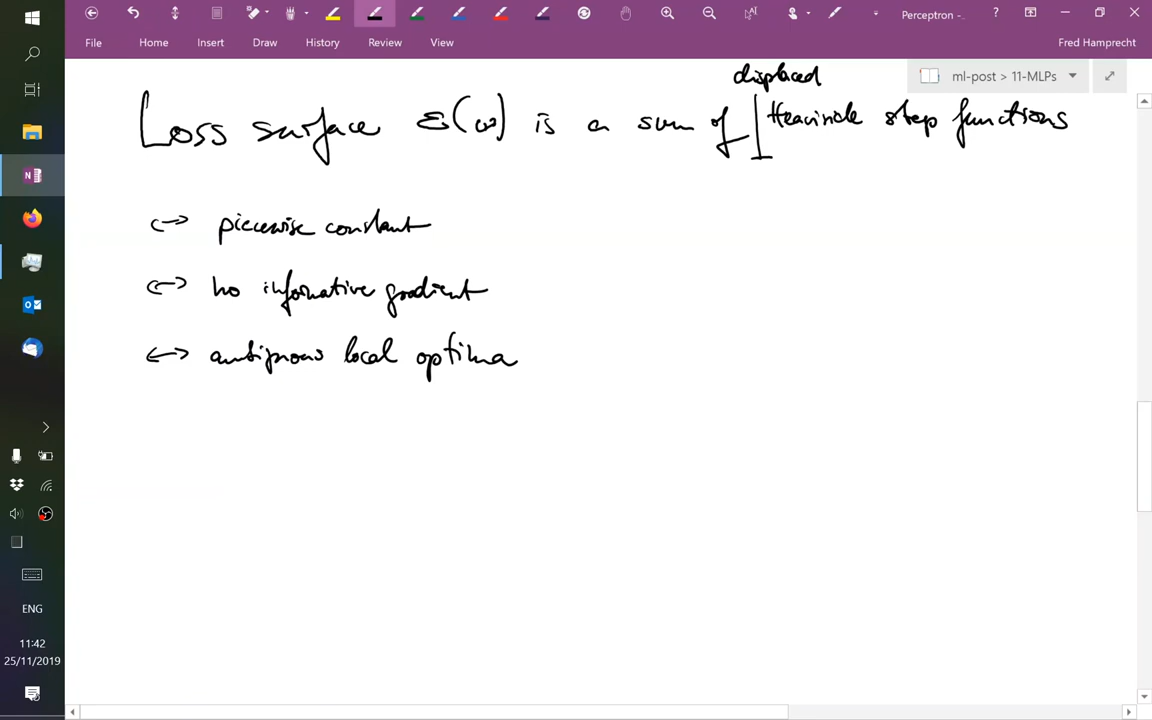 Perceptron -..
File Home Insert Draw History Review View
Fred Hamprecht
ml-post > 11-MLPs
displaced
Loss surface ε(w) is a sum of Heaviside step functions
piecewise constant
no informative gradient
local optima
ENG
11:42
25/11/2019